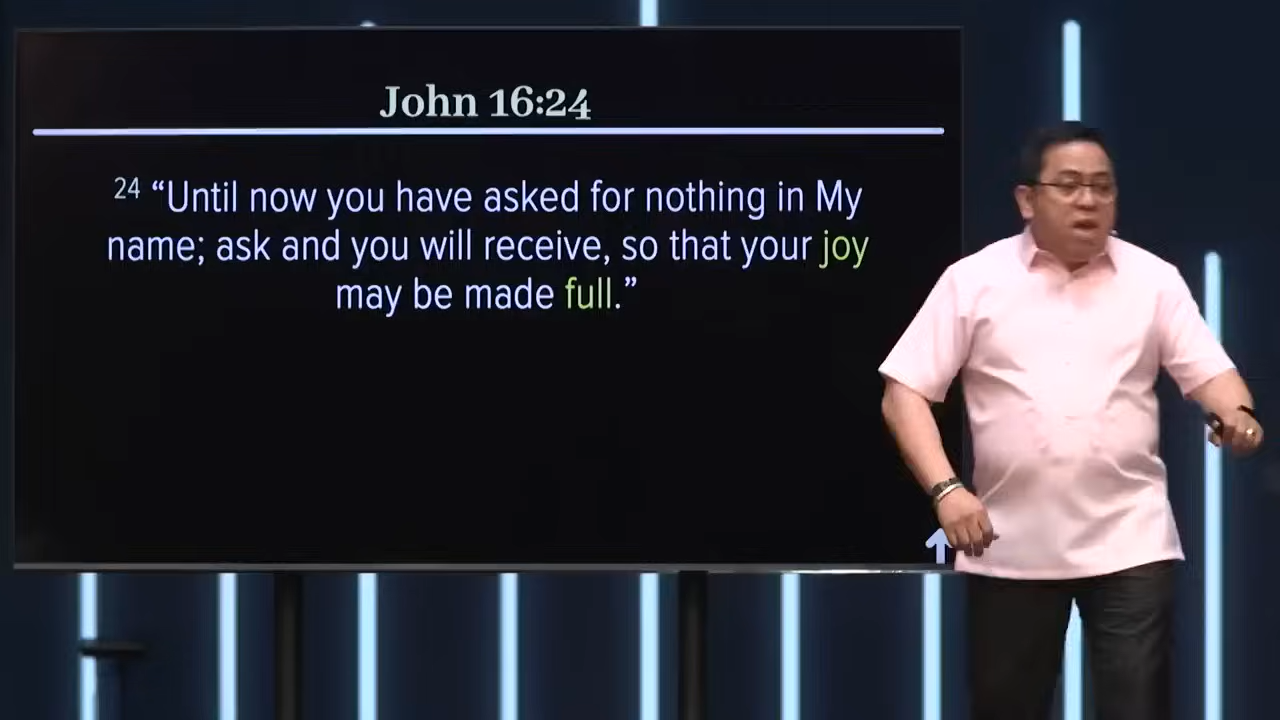 John 16:24
24 “Until now you have asked for nothing in My
name; ask and you will receive, so that your joy
may be made full.”